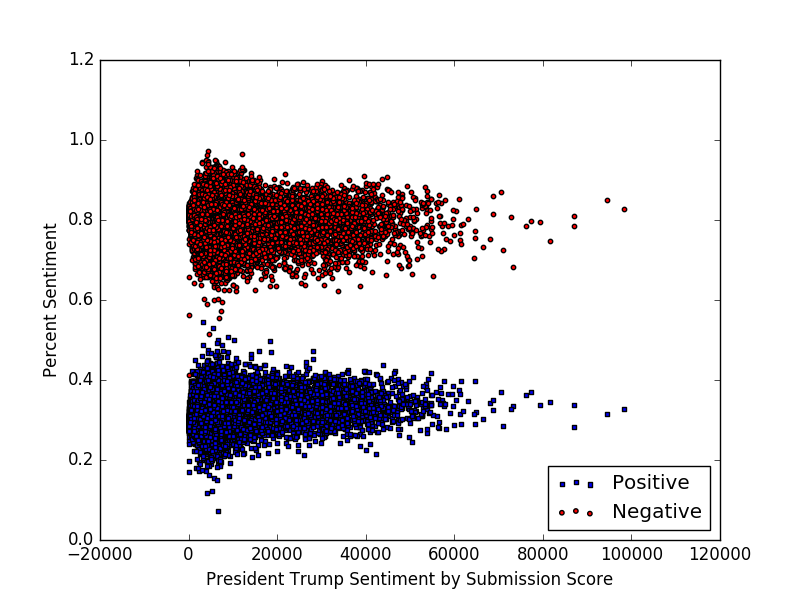 1.2
1.0
0.8
0.6
0.4
0.2
0.0
Percent Sentiment
−20000 0 20000 40000 60000 80000 100000 120000
President Trump Sentiment by Submission Score
Positive
Negative